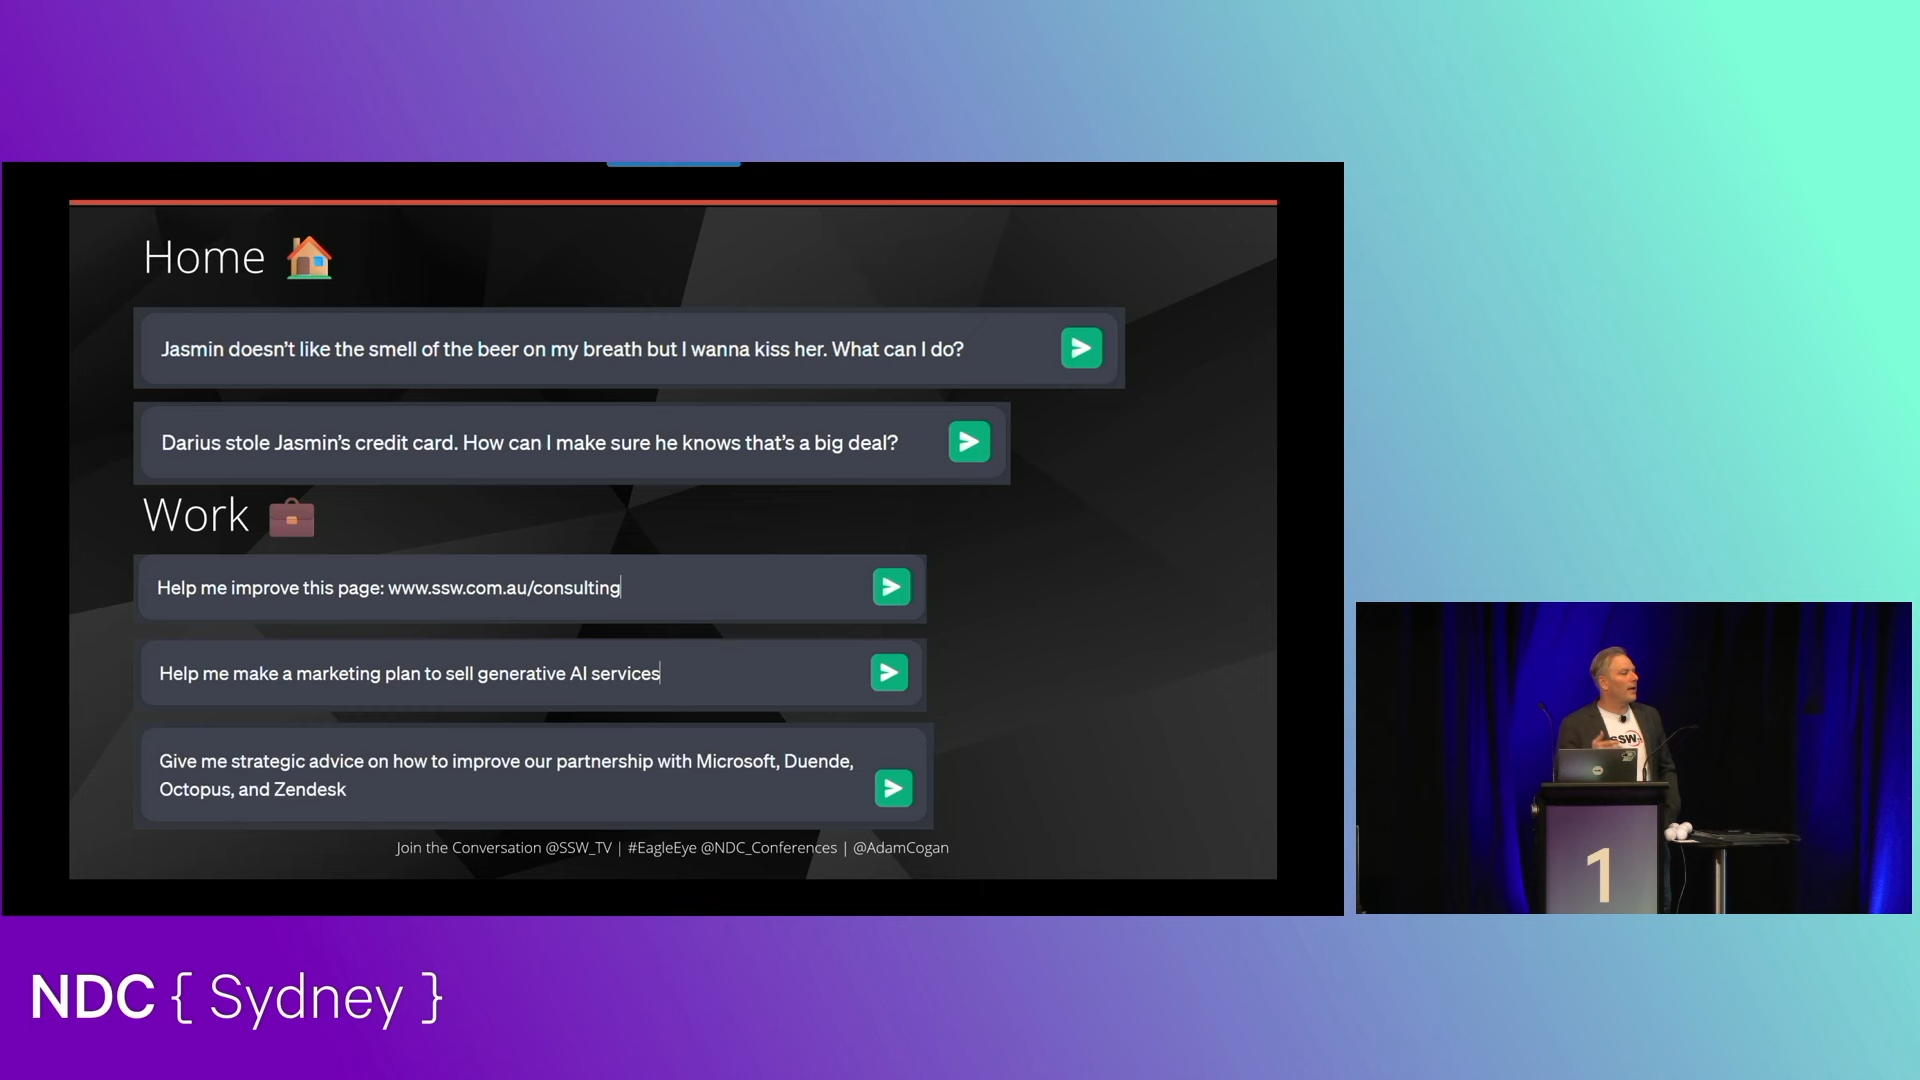 Home
Jasmin doesn't like the smell of the beer on my breath but I wanna kiss her. What can I do?
Darius stole Jasmin's credit card. How can I make sure he knows that's a big deal?
Work
Help me improve this page: www.ssw.com.au/consulting
Help me make a marketing plan to sell generative AI services
Give me strategic advice on how to improve our partnership with Microsoft, Duende,
Octopus, and Zendesk
Join the Conversation @SSW_TV | #EagleEye @NDC_Conferences | @AdamCogan
SSW
1
NDC { Sydney }